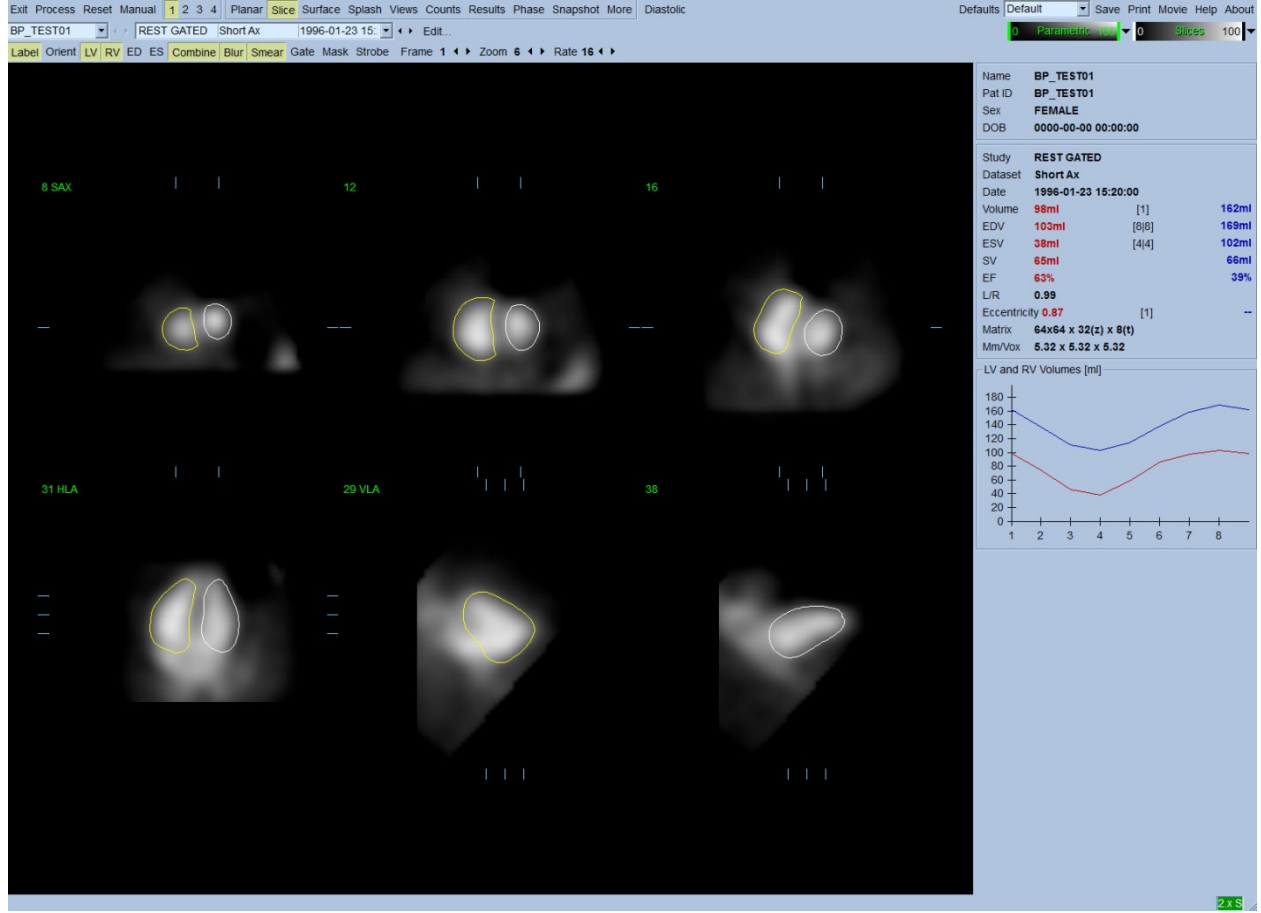 Exit Process Reset Manual 1 2 3 4 Planar Slice Surface Splash Views Counts Results Phase Snapshot More Diastolic Defaults Default Save Print Movie Help About
BP_TEST01 REST GATED Short Ax 1996-01-23 15: Edit... 0 Parametric 100 0 Slices 100
Label Orient LV RV ED ES Combine Blur Smear Gate Mask Strobe Frame 1 Zoom 6 Rate 16
8 SAX 12 16
31 HLA 29 VLA 38
Name BP_TEST01
Pat ID BP_TEST01
Sex FEMALE
DOB 0000-00-00 00:00:00
Study REST GATED
Dataset Short Ax
Date 1996-01-23 15:20:00
Volume 98ml [1] 162ml
EDV 103ml [8|8] 169ml
ESV 38ml [4|4] 102ml
SV 65ml 66ml
EF 63% 39%
L/R 0.99
Eccentricity 0.87 [1] --
Matrix 64x64 x 32(z) x 8(t)
Mm/Vox 5.32 x 5.32 x 5.32
LV and RV Volumes [ml]
180
160
140
120
100
80
60
40
20
0
1 2 3 4 5 6 7 8
2.x S